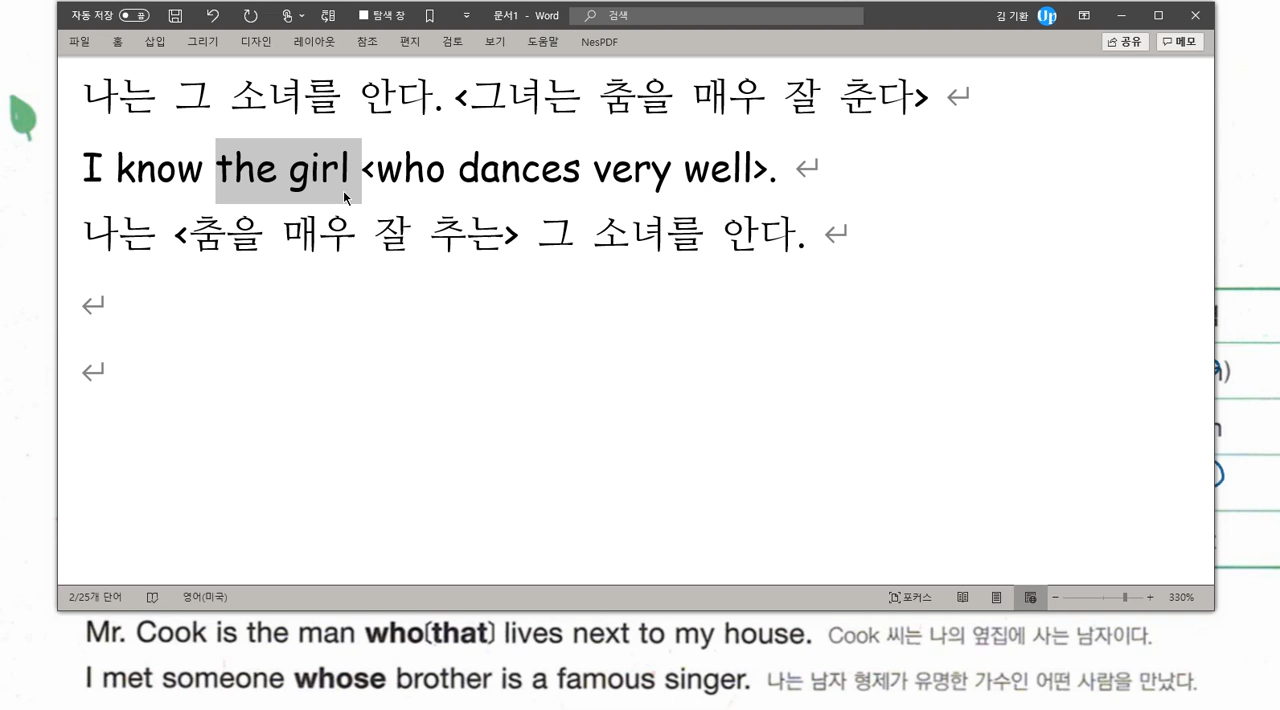 자동 저장 끔 탐색 창 문서1 - Word 검색 김 기환 Up
파일 홈 삽입 그리기 디자인 레이아웃 참조 편지 검토 보기 도움말 NesPDF 공유 메모
나는 그 소녀를 안다. <그녀는 춤을 매우 잘 춘다>
I know the girl <who dances very well>.
나는 <춤을 매우 잘 추는> 그 소녀를 안다.
2/25개 단어 영어(미국) 포커스 330%
Mr. Cook is the man who(that) lives next to my house. Cook 씨는 나의 옆집에 사는 남자이다.
I met someone whose brother is a famous singer. 나는 남자 형제가 유명한 가수인 어떤 사람을 만났다.